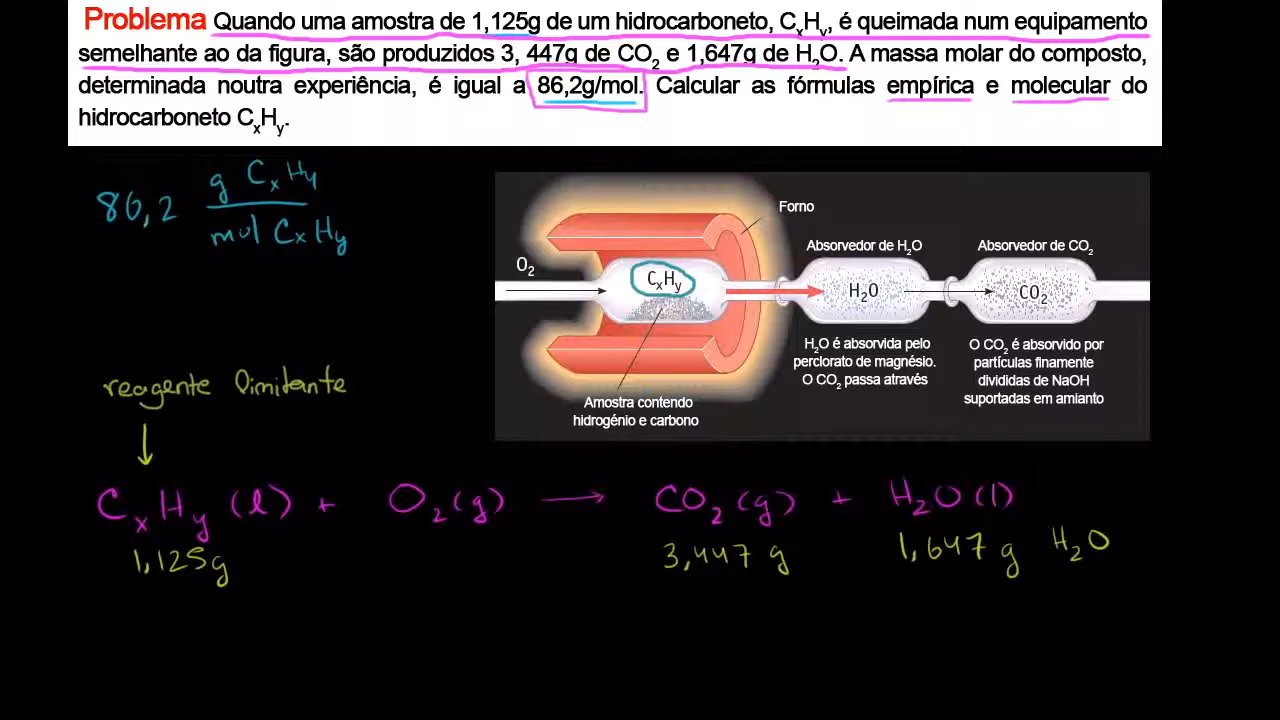 Problema Quando uma amostra de 1,125g de um hidrocarboneto, CxHy, é queimada num equipamento
semelhante ao da figura, são produzidos 3, 447g de CO2 e 1,647g de H2O. A massa molar do composto,
determinada noutra experiência, é igual a 86,2g/mol. Calcular as fórmulas empírica e molecular do
hidrocarboneto CxHy.
86,2 g CxHy
mol CxHy
Forno
Absorvedor de H2O
Absorvedor de CO2
O2
CxHy
H2O
CO2
H2O é absorvida pelo
perclorato de magnésio.
O CO2 passa através
O CO2 é absorvido por
partículas finamente
divididas de NaOH
suportadas em amianto
Amostra contendo
hidrogénio e carbono
reagente limitante
↓
CxHy (l) + O2 (g) → CO2 (g) + H2O (l)
1,125g 3,447 g 1,647 g H2O